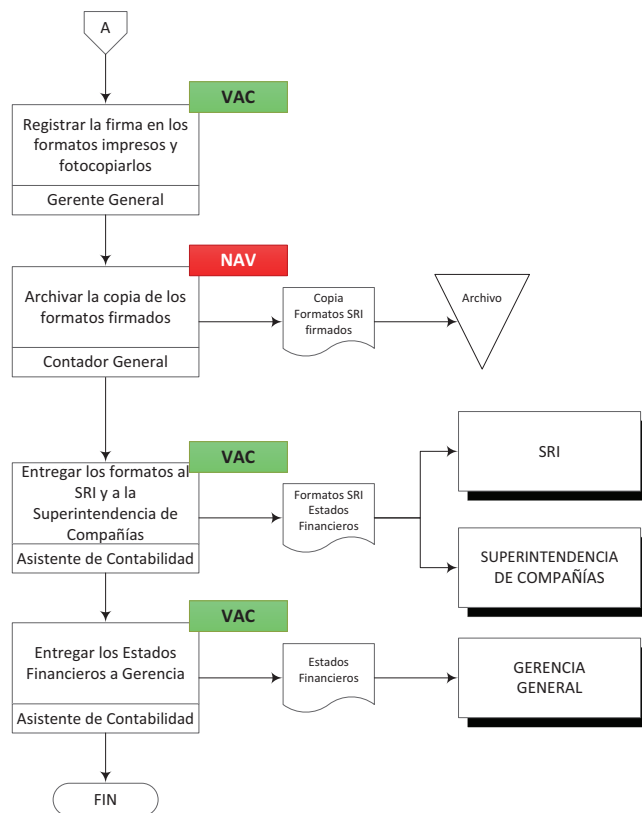 A
VAC
Registrar la firma en los
formatos impresos y
fotocopiarlos
Gerente General
NAV
Archivar la copia de los
formatos firmados
Contador General
Copia
Formatos SRI
firmados
Archivo
VAC
Entregar los formatos al
SRI y a la
Superintendencia de
Compañías
Asistente de Contabilidad
Formatos SRI
Estados
Financieros
SRI
SUPERINTENDENCIA
DE COMPAÑÍAS
VAC
Entregar los Estados
Financieros a Gerencia
Asistente de Contabilidad
Estados
Financieros
GERENCIA
GENERAL
FIN